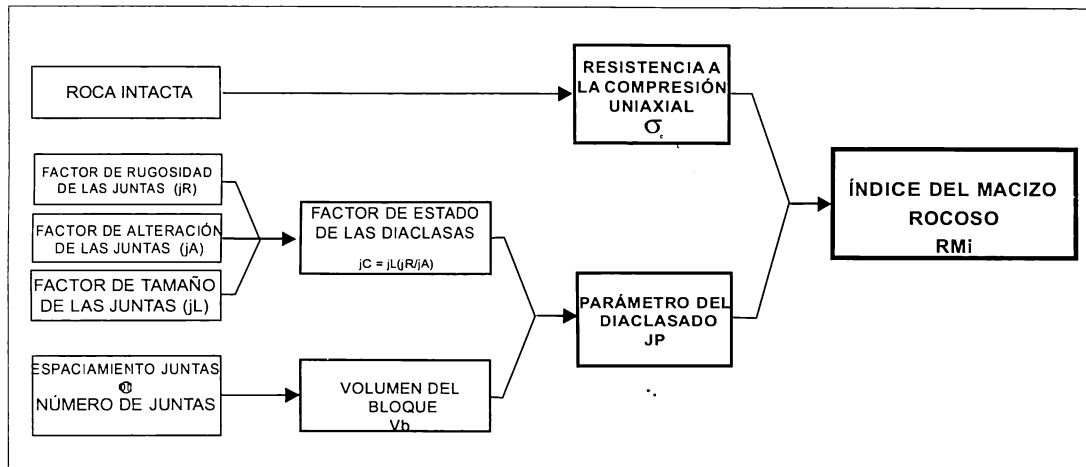 ROCA INTACTA
RESISTENCIA A
LA COMPRESIÓN
UNIAXIAL
σc
FACTOR DE RUGOSIDAD
DE LAS JUNTAS (jR)
FACTOR DE ALTERACIÓN
DE LAS JUNTAS (jA)
FACTOR DE TAMAÑO
DE LAS JUNTAS (jL)
FACTOR DE ESTADO
DE LAS DIACLASAS
jC = jL(jR/jA)
ÍNDICE DEL MACIZO
ROCOSO
RMi
PARÁMETRO DEL
DIACLASADO
JP
ESPACIAMIENTO JUNTAS
NÚMERO DE JUNTAS
VOLUMEN DEL
BLOQUE
Vb